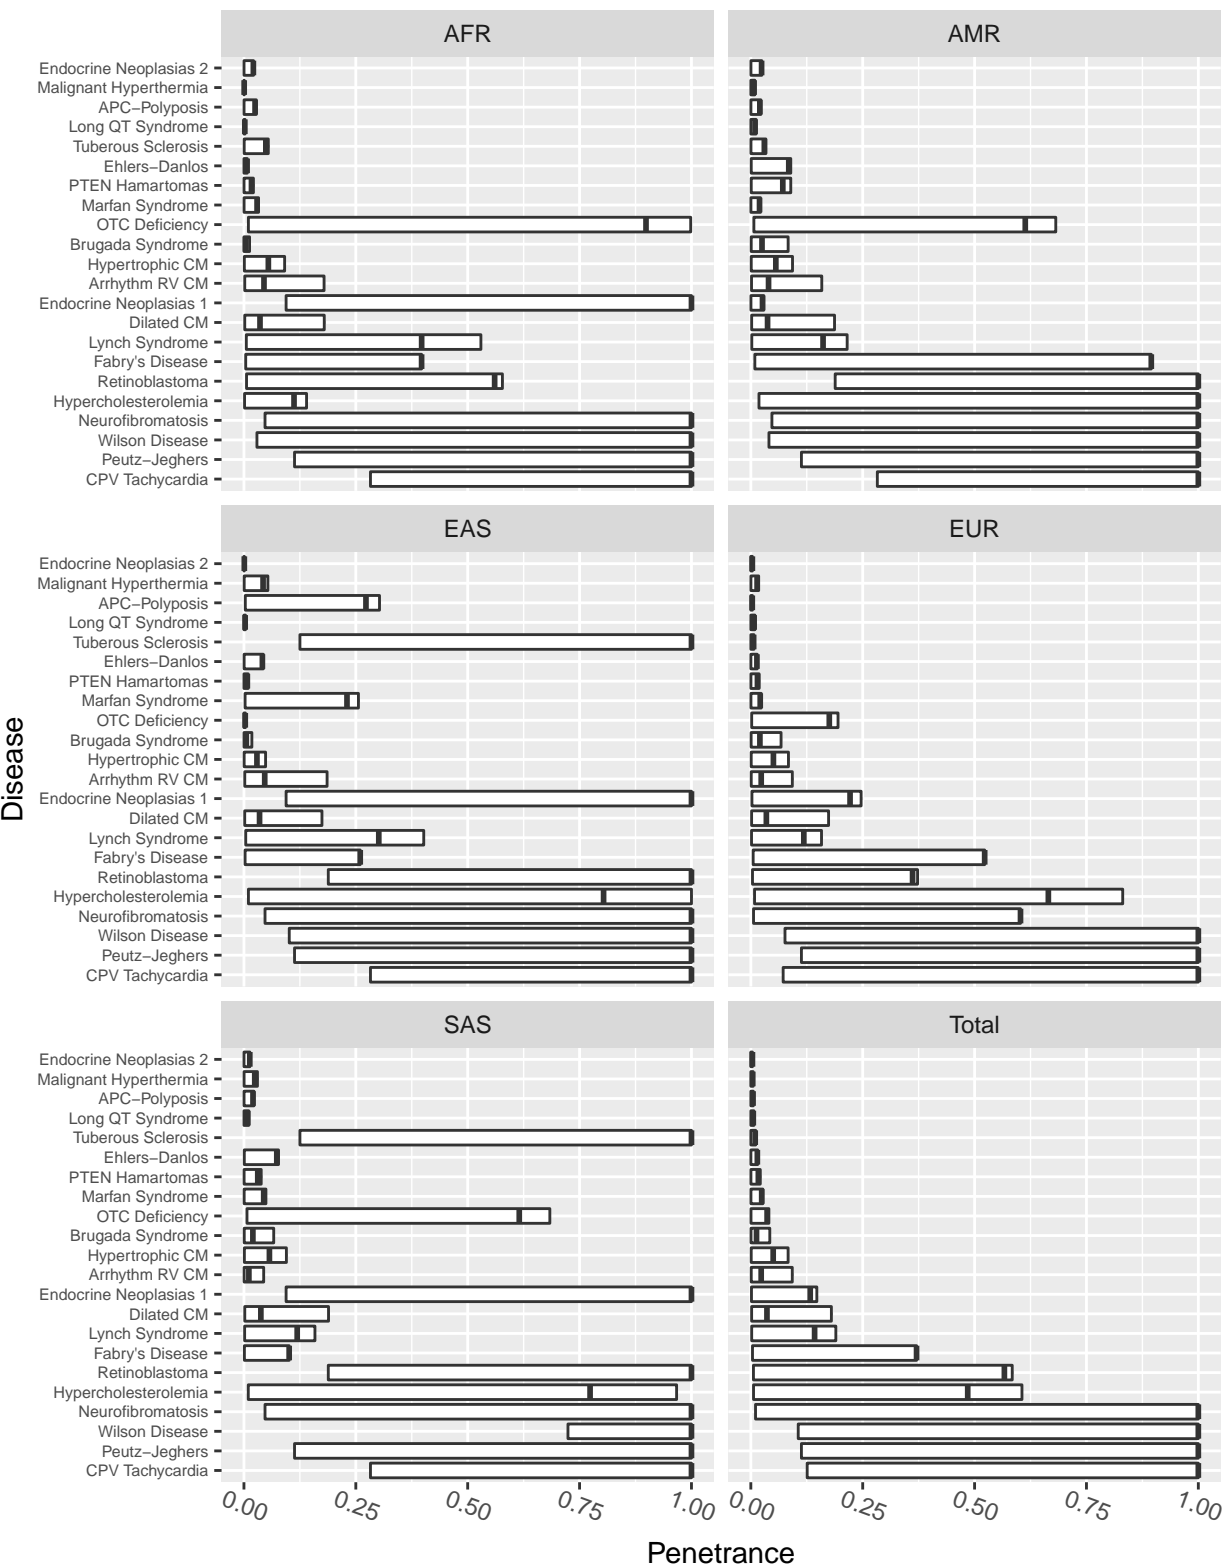 AFR
AMR
Endocrine Neoplasias 2
Malignant Hyperthermia
APC−Polyposis
Long QT Syndrome
Tuberous Sclerosis
Ehlers−Danlos
PTEN Hamartomas
Marfan Syndrome
OTC Deficiency
Brugada Syndrome
Hypertrophic CM
Arrhythm RV CM
Endocrine Neoplasias 1
Dilated CM
Lynch Syndrome
Fabry's Disease
Retinoblastoma
Hypercholesterolemia
Neurofibromatosis
Wilson Disease
Peutz−Jeghers
CPV Tachycardia
EAS
EUR
Endocrine Neoplasias 2
Malignant Hyperthermia
APC−Polyposis
Long QT Syndrome
Tuberous Sclerosis
Ehlers−Danlos
PTEN Hamartomas
Marfan Syndrome
OTC Deficiency
Brugada Syndrome
Hypertrophic CM
Arrhythm RV CM
Endocrine Neoplasias 1
Dilated CM
Lynch Syndrome
Fabry's Disease
Retinoblastoma
Hypercholesterolemia
Neurofibromatosis
Wilson Disease
Peutz−Jeghers
CPV Tachycardia
Disease
SAS
Total
Endocrine Neoplasias 2
Malignant Hyperthermia
APC−Polyposis
Long QT Syndrome
Tuberous Sclerosis
Ehlers−Danlos
PTEN Hamartomas
Marfan Syndrome
OTC Deficiency
Brugada Syndrome
Hypertrophic CM
Arrhythm RV CM
Endocrine Neoplasias 1
Dilated CM
Lynch Syndrome
Fabry's Disease
Retinoblastoma
Hypercholesterolemia
Neurofibromatosis
Wilson Disease
Peutz−Jeghers
CPV Tachycardia
0.00 0.25 0.50 0.75 1.00
0.00 0.25 0.50 0.75 1.00
Penetrance